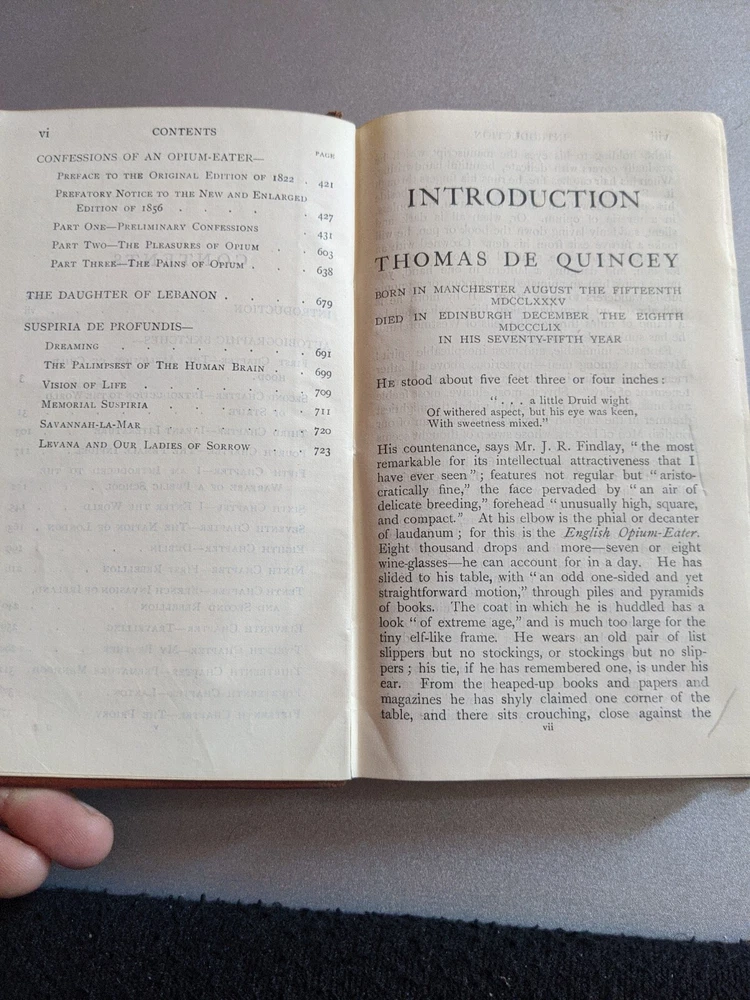 vi CONTENTS
PAGE
CONFESSIONS OF AN OPIUM-EATER—
PREFACE TO THE ORIGINAL EDITION OF 1822 . 421
PREFATORY NOTICE TO THE NEW AND ENLARGED
EDITION OF 1856 . . . . . 427
PART ONE—PRELIMINARY CONFESSIONS . 431
PART TWO—THE PLEASURES OF OPIUM . . 603
PART THREE—THE PAINS OF OPIUM . . . 638
THE DAUGHTER OF LEBANON . . . . 679
SUSPIRIA DE PROFUNDIS—
DREAMING . . . . . . . . 691
THE PALIMPSEST OF THE HUMAN BRAIN . . 699
VISION OF LIFE . . . . . . . 709
MEMORIAL SUSPIRIA . . . . . . 711
SAVANNAH-LA-MAR . . . . . . 720
LEVANA AND OUR LADIES OF SORROW . . 723
INTRODUCTION
THOMAS DE QUINCEY
BORN IN MANCHESTER AUGUST THE FIFTEENTH
MDCCLXXXV
DIED IN EDINBURGH DECEMBER THE EIGHTH
MDCCCLIX
IN HIS SEVENTY-FIFTH YEAR
HE stood about five feet three or four inches :
" . . . a little Druid wight
Of withered aspect, but his eye was keen,
With sweetness mixed."
His countenance, says Mr. J. R. Findlay, " the most
remarkable for its intellectual attractiveness that I
have ever seen " ; features not regular but " aristo-
cratically fine," the face pervaded by " an air of
delicate breeding," forehead " unusually high, square,
and compact." At his elbow is the phial or decanter
of laudanum ; for this is the English Opium-Eater.
Eight thousand drops and more—seven or eight
wine-glasses—he can account for in a day. He has
slided to his table, with " an odd one-sided and yet
straightforward motion," through piles and pyramids
of books. The coat in which he is huddled has a
look " of extreme age," and is much too large for the
tiny elf-like frame. He wears an old pair of list
slippers but no stockings, or stockings but no slip-
pers ; his tie, if he has remembered one, is under his
ear. From the heaped-up books and papers and
magazines he has shyly claimed one corner of the
table, and there sits crouching, close against the
vii